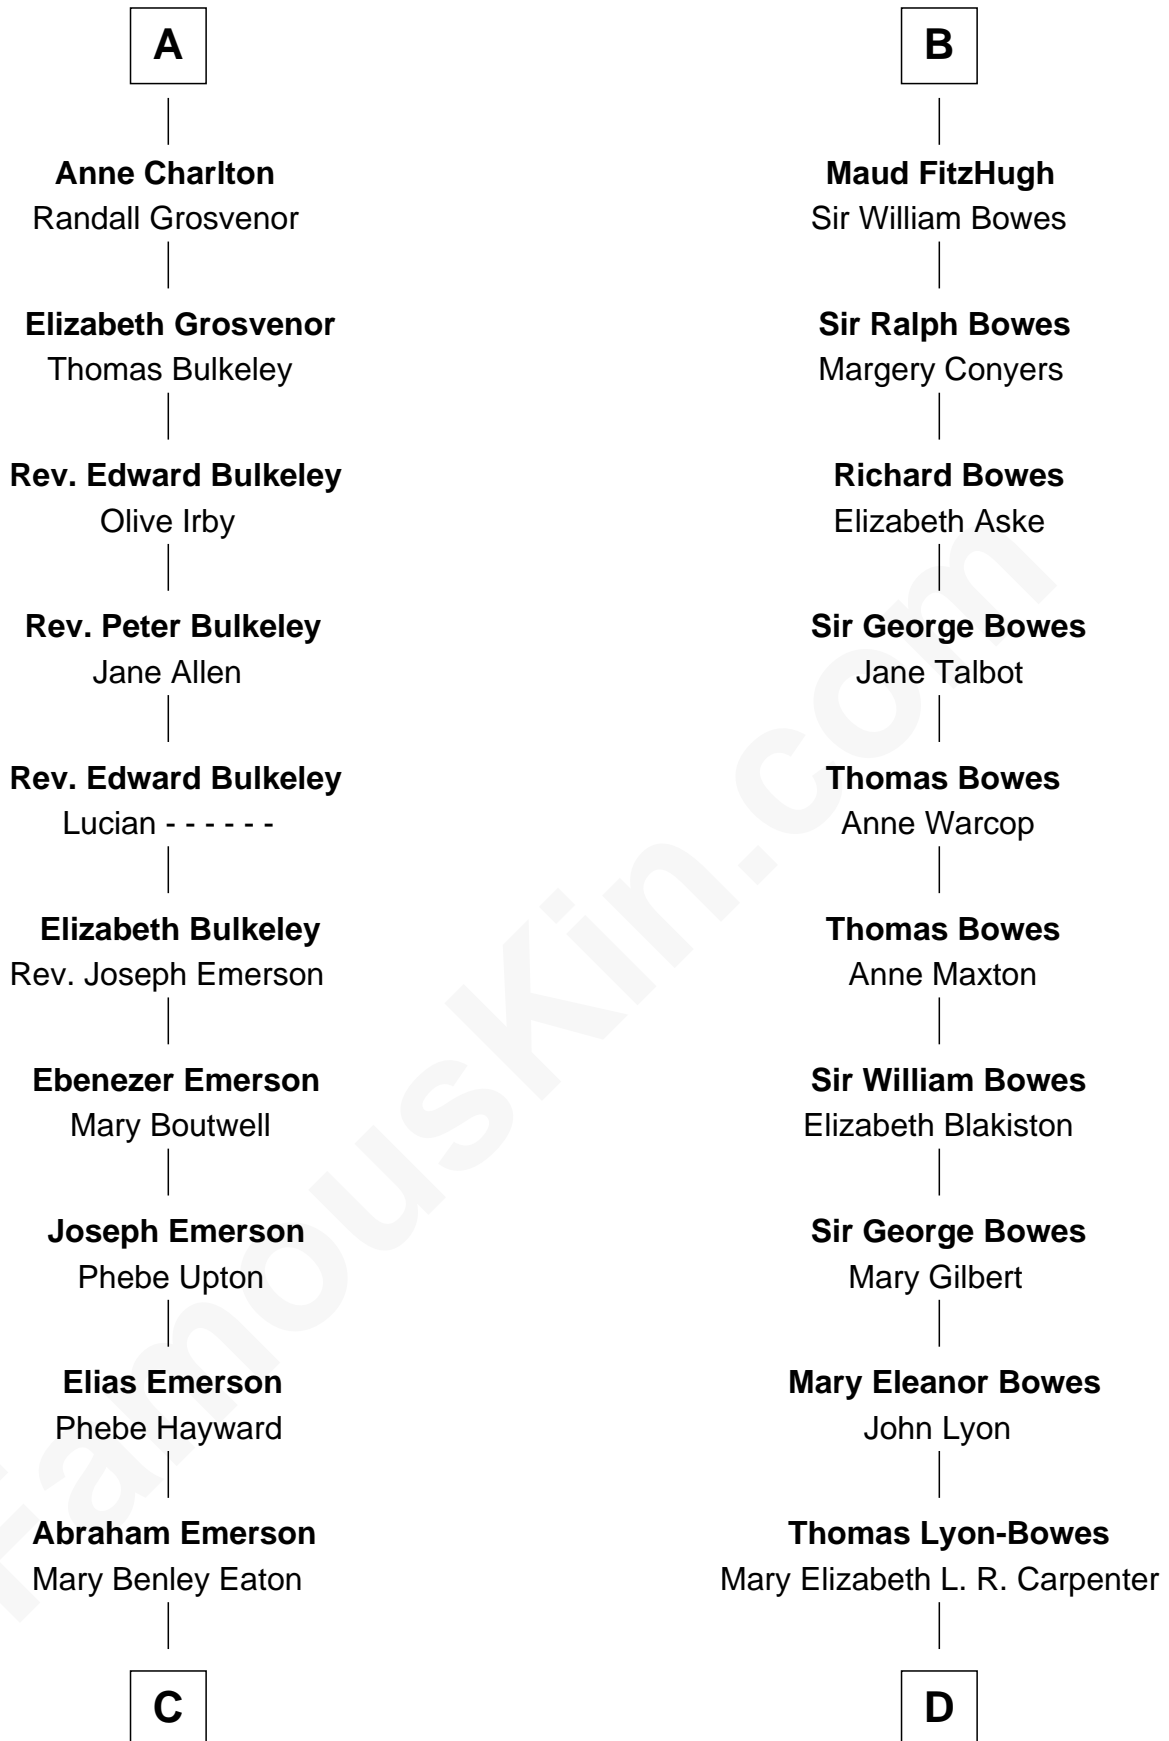 A
Anne Charlton
Randall Grosvenor
Elizabeth Grosvenor
Thomas Bulkeley
Rev. Edward Bulkeley
Olive Irby
Rev. Peter Bulkeley
Jane Allen
Rev. Edward Bulkeley
Lucian - - - - - -
Elizabeth Bulkeley
Rev. Joseph Emerson
Ebenezer Emerson
Mary Boutwell
Joseph Emerson
Phebe Upton
Elias Emerson
Phebe Hayward
Abraham Emerson
Mary Benley Eaton
C
B
Maud FitzHugh
Sir William Bowes
Sir Ralph Bowes
Margery Conyers
Richard Bowes
Elizabeth Aske
Sir George Bowes
Jane Talbot
Thomas Bowes
Anne Warcop
Thomas Bowes
Anne Maxton
Sir William Bowes
Elizabeth Blakiston
Sir George Bowes
Mary Gilbert
Mary Eleanor Bowes
John Lyon
Thomas Lyon-Bowes
Mary Elizabeth L. R. Carpenter
D
FamousKin.com